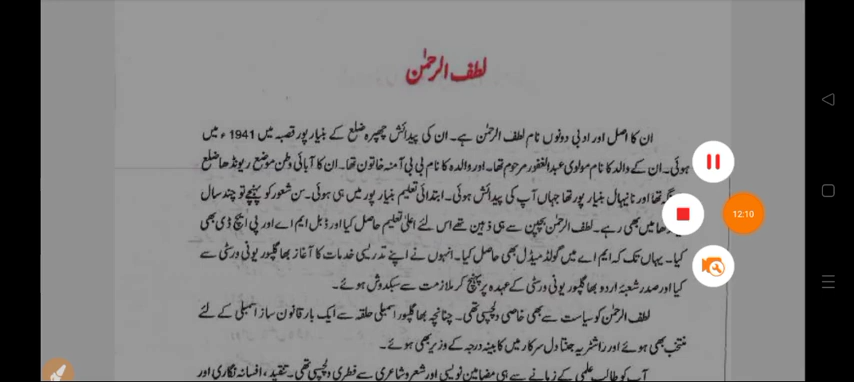 لطف الرحمٰن
ان کا اصل اور ادبی دونوں نام لطف الرحمٰن ہے۔ ان کی پیدائش چھپرہ ضلع کے بنیار پور قصبہ میں 1941ء میں
ہوئی۔ ان کے والد کا نام مولوی عبدالغفور مرحوم تھا۔ اور والدہ کا نام بی بی آمنہ خاتون تھا۔ ان کا آبائی وطن موضع ریونڈھا ضلع
تھا اور نانیہال بنیار پور تھا جہاں آپ کی پیدائش ہوئی۔ ابتدائی تعلیم بنیار پور میں ہی ہوئی۔ سن شعور کو پہنچے تو چند سال
میں بھی رہے۔ لطف الرحمٰن بچپن سے ہی ذہین تھے اس لئے اعلیٰ تعلیم حاصل کیا اور ڈبل ایم اے اور پی ایچ ڈی بھی
کیا۔ یہاں تک کہ ایم اے میں گولڈ میڈل بھی حاصل کیا۔ انہوں نے اپنے تدریسی خدمات کا آغاز بھاگلپور یونی ورسٹی سے
کیا اور صدر شعبۂ اردو بھاگلپور یونی ورسٹی کے عہدہ پر پہنچ کر ملازمت سے سبکدوش ہوئے۔
لطف الرحمٰن کو سیاست سے بھی خاصی دلچسپی تھی۔ چنانچہ بھاگلپور اسمبلی حلقہ سے ایک بار قانون ساز اسمبلی کے لئے
منتخب بھی ہوئے اور راشٹریہ جنتا دل سرکار میں کابینہ درجہ کے وزیر بھی ہوئے۔
آپ کو طالب علمی کے زمانے سے ہی مضامین نویسی اور شعر و شاعری سے فطری دلچسپی تھی۔ تنقید، افسانہ نگاری اور
12:10